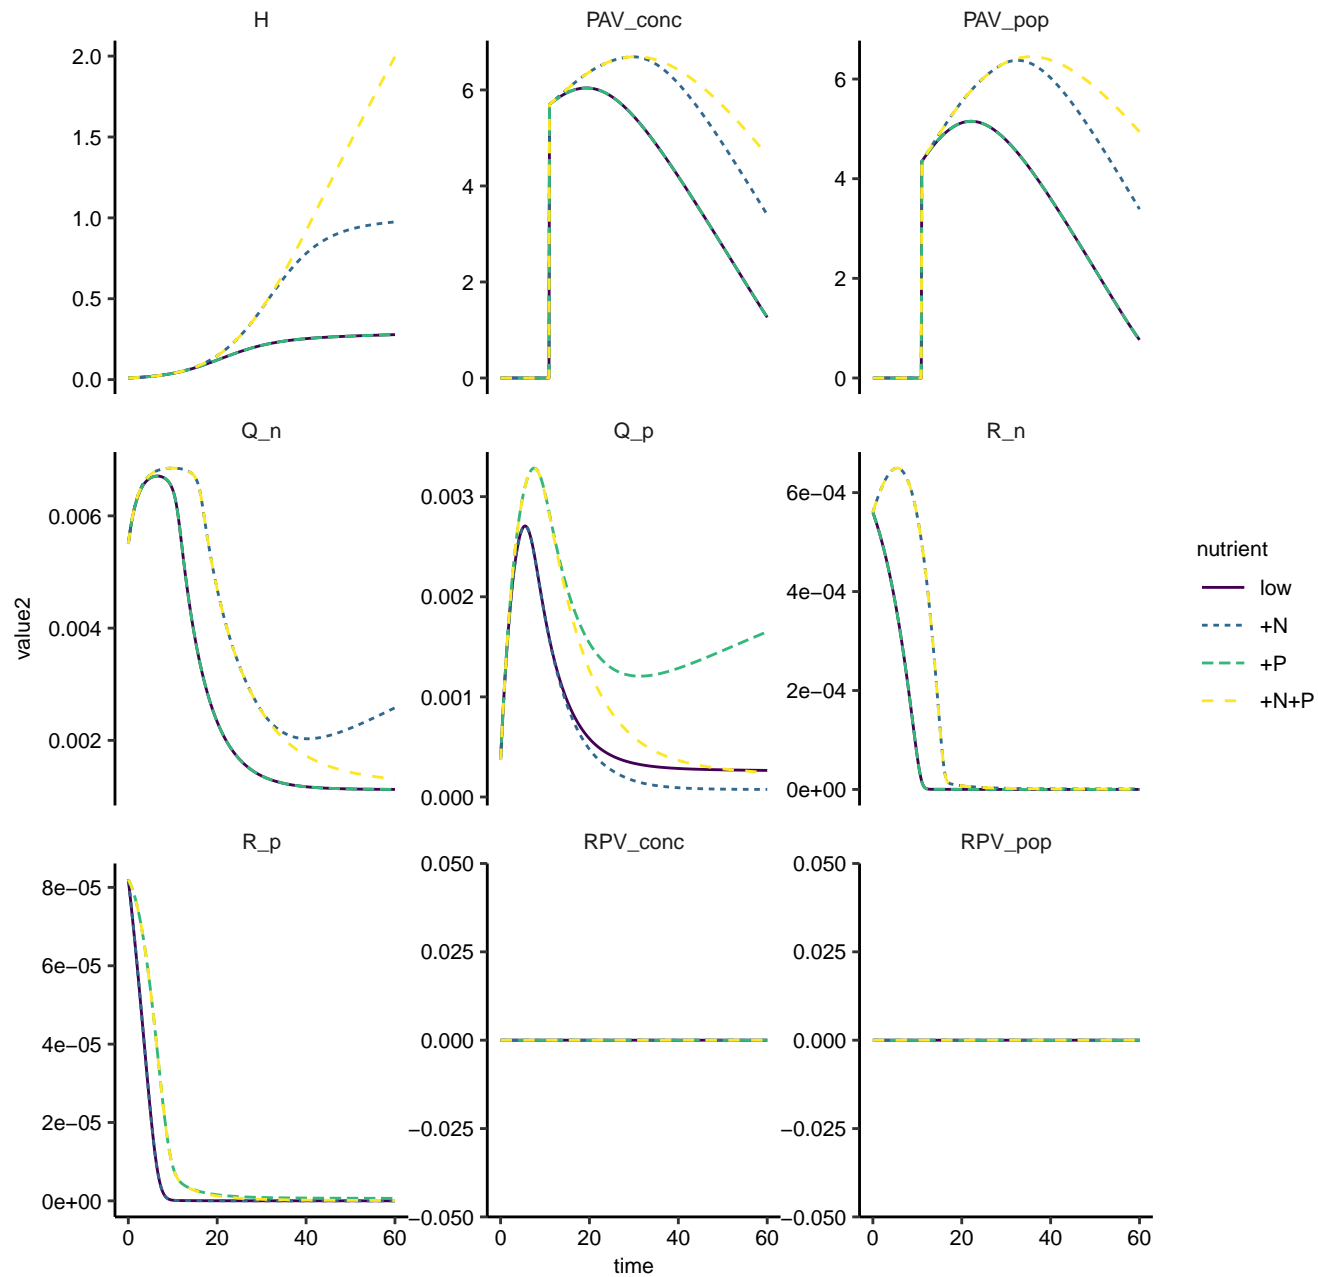 H
PAV_conc
PAV_pop
2.0
1.5
1.0
0.5
0.0
6
4
2
0
6
4
2
0
Q_n
Q_p
R_n
0.006
0.004
0.002
0.003
0.002
0.001
0.000
6e−04
4e−04
2e−04
0e+00
R_p
RPV_conc
RPV_pop
8e−05
6e−05
4e−05
2e−05
0e+00
0.050
0.025
0.000
−0.025
−0.050
0.050
0.025
0.000
−0.025
−0.050
0 20 40 60
0 20 40 60
0 20 40 60
time
value2
nutrient
low
+N
+P
+N+P